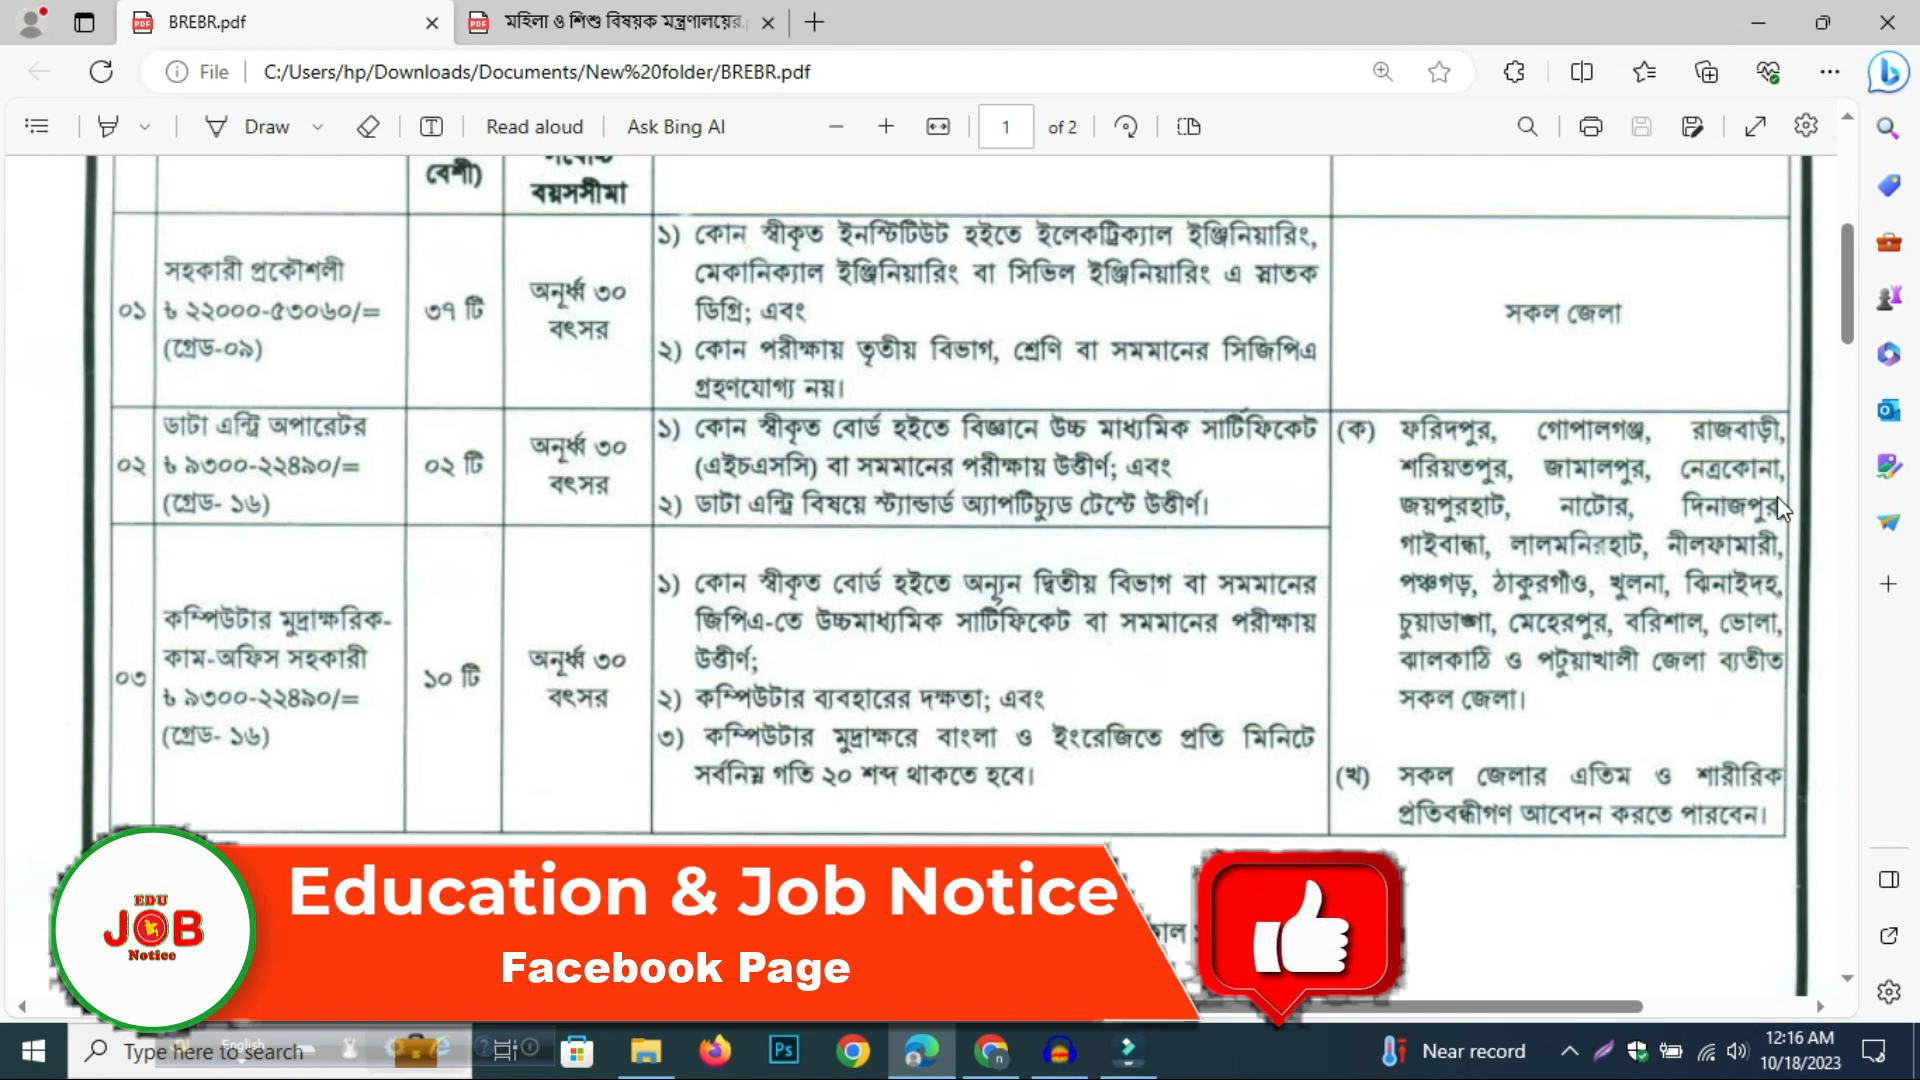 BREBR.pdf
মহিলা ও শিশু বিষয়ক মন্ত্রণালয়ের.
File
C:/Users/hp/Downloads/Documents/New%20folder/BREBR.pdf
Draw
Read aloud
Ask Bing AI
1
of 2
বেশী)
সর্বোচ্চ
বয়সসীমা
০১
সহকারী প্রকৌশলী
৳ ২২০০০-৫৩০৬০/=
(গ্রেড-০৯)
৩৭ টি
অনূর্ধ্ব ৩০
বৎসর
১) কোন স্বীকৃত ইনস্টিটিউট হইতে ইলেকট্রিক্যাল ইঞ্জিনিয়ারিং,
মেকানিক্যাল ইঞ্জিনিয়ারিং বা সিভিল ইঞ্জিনিয়ারিং এ স্নাতক
ডিগ্রি; এবং
২) কোন পরীক্ষায় তৃতীয় বিভাগ, শ্রেণি বা সমমানের সিজিপিএ
গ্রহণযোগ্য নয়।
সকল জেলা
০২
ডাটা এন্ট্রি অপারেটর
৳ ৯৩০০-২২৪৯০/=
(গ্রেড- ১৬)
০২ টি
অনূর্ধ্ব ৩০
বৎসর
১) কোন স্বীকৃত বোর্ড হইতে বিজ্ঞানে উচ্চ মাধ্যমিক সার্টিফিকেট
(এইচএসসি) বা সমমানের পরীক্ষায় উত্তীর্ণ; এবং
২) ডাটা এন্ট্রি বিষয়ে স্ট্যান্ডার্ড অ্যাপটিচ্যুড টেস্টে উত্তীর্ণ।
০৩
কম্পিউটার মুদ্রাক্ষরিক-
কাম-অফিস সহকারী
৳ ৯৩০০-২২৪৯০/=
(গ্রেড- ১৬)
১০ টি
অনূর্ধ্ব ৩০
বৎসর
১) কোন স্বীকৃত বোর্ড হইতে অন্যূন দ্বিতীয় বিভাগ বা সমমানের
জিপিএ-তে উচ্চমাধ্যমিক সার্টিফিকেট বা সমমানের পরীক্ষায়
উত্তীর্ণ;
২) কম্পিউটার ব্যবহারের দক্ষতা; এবং
৩) কম্পিউটার মুদ্রাক্ষরে বাংলা ও ইংরেজিতে প্রতি মিনিটে
সর্বনিম্ন গতি ২০ শব্দ থাকতে হবে।
(ক) ফরিদপুর, গোপালগঞ্জ, রাজবাড়ী,
শরিয়তপুর, জামালপুর, নেত্রকোনা,
জয়পুরহাট, নাটোর, দিনাজপুর
গাইবান্ধা, লালমনিরহাট, নীলফামারী,
পঞ্চগড়, ঠাকুরগাঁও, খুলনা, ঝিনাইদহ,
চুয়াডাঙ্গা, মেহেরপুর, বরিশাল, ভোলা,
ঝালকাঠি ও পটুয়াখালী জেলা ব্যতীত
সকল জেলা।
(খ) সকল জেলার এতিম ও শারীরিক
প্রতিবন্ধীগণ আবেদন করতে পারবেন।
EDU
JOB
Notice
Education & Job Notice
Facebook Page
Type here to search
English
Ps
Near record
12:16 AM
10/18/2023